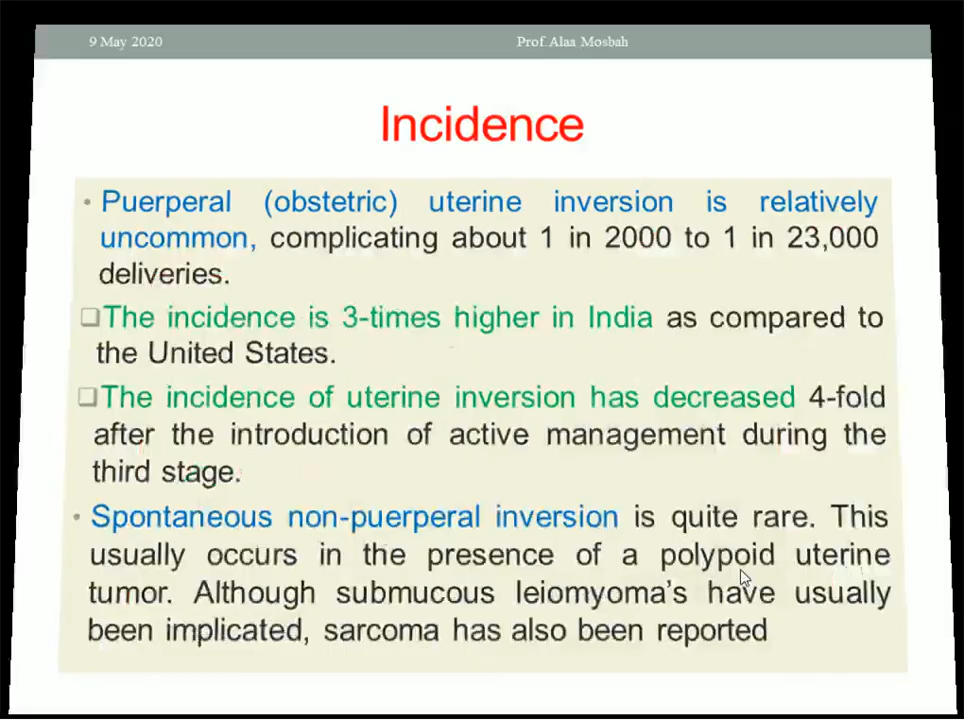 9 May 2020 Prof Alaa Mosbah
Incidence
• Puerperal (obstetric) uterine inversion is relatively
uncommon, complicating about 1 in 2000 to 1 in 23,000
deliveries.
❑The incidence is 3-times higher in India as compared to
the United States.
❑The incidence of uterine inversion has decreased 4-fold
after the introduction of active management during the
third stage.
• Spontaneous non-puerperal inversion is quite rare. This
usually occurs in the presence of a polypoid uterine
tumor. Although submucous leiomyoma's have usually
been implicated, sarcoma has also been reported